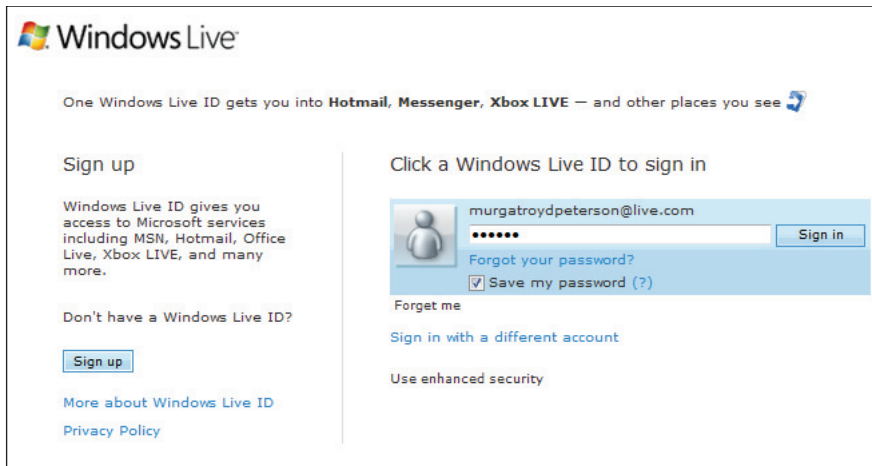 Windows Live
One Windows Live ID gets you into Hotmail, Messenger, Xbox LIVE — and other places you see
Sign up
Windows Live ID gives you
access to Microsoft services
including MSN, Hotmail, Office
Live, Xbox LIVE, and many
more.
Don't have a Windows Live ID?
Sign up
More about Windows Live ID
Privacy Policy
Click a Windows Live ID to sign in
murgatroydpeterson@live.com
••••••
Sign in
Forgot your password?
Save my password (?)
Forget me
Sign in with a different account
Use enhanced security